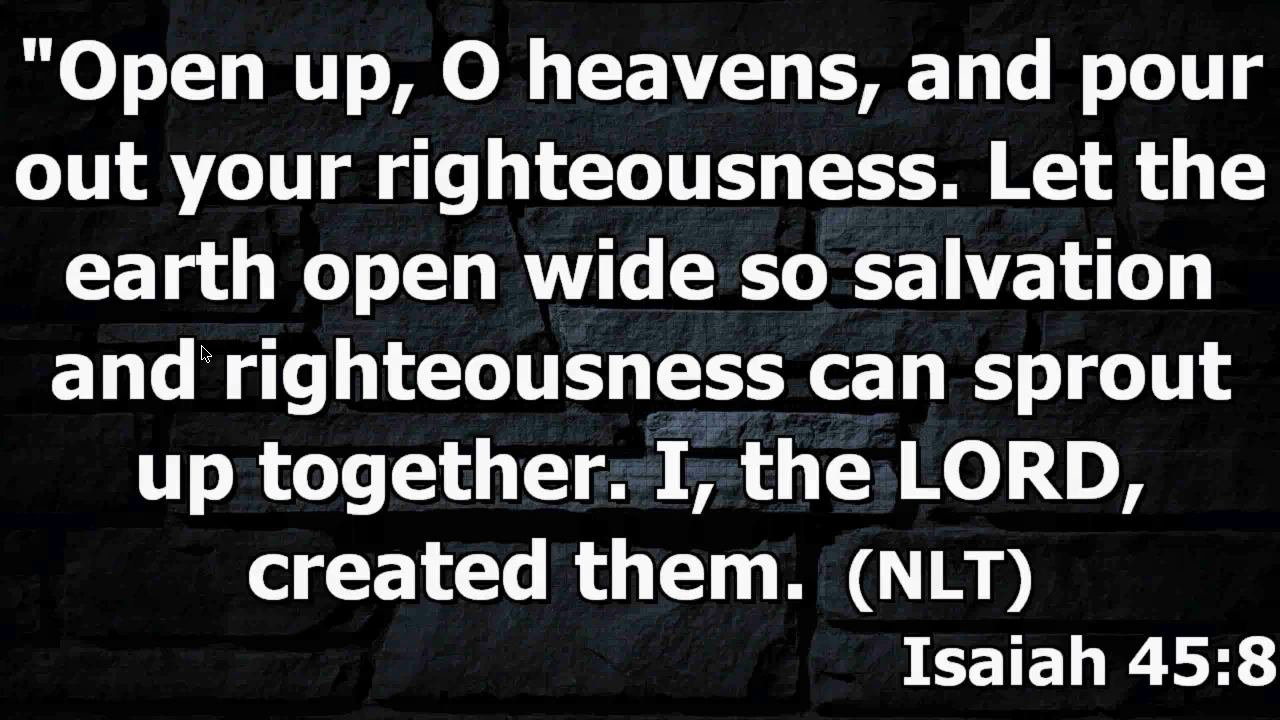 "Open up, O heavens, and pour
out your righteousness. Let the
earth open wide so salvation
and righteousness can sprout
up together. I, the LORD,
created them. (NLT)
Isaiah 45:8